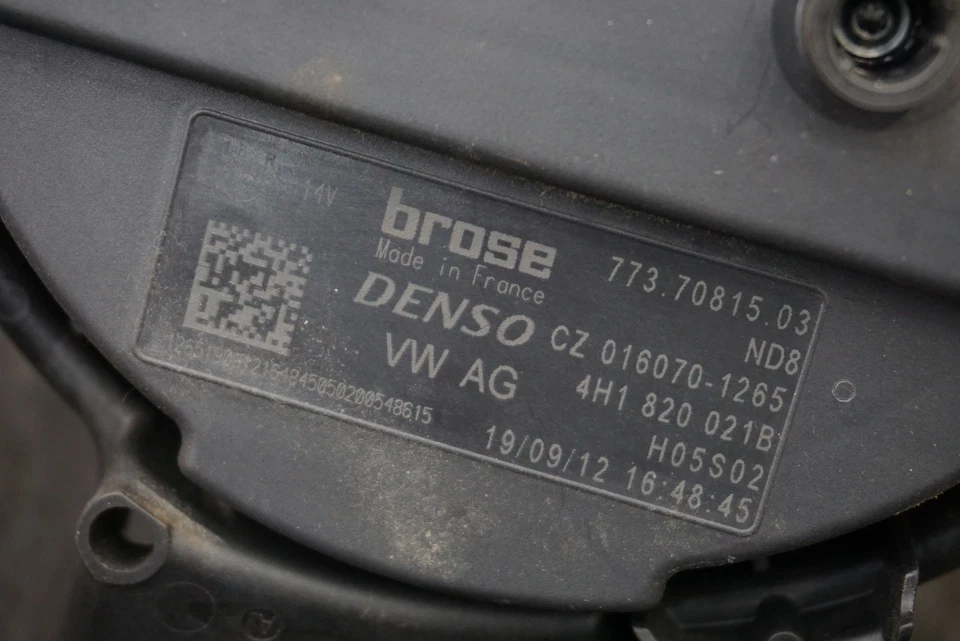 14V
brose
Made in France
773.70815.03
ND8
DENSO
CZ 016070-1265
VW AG
4H1 820 021B
H05S02
19/09/12 16:48:45